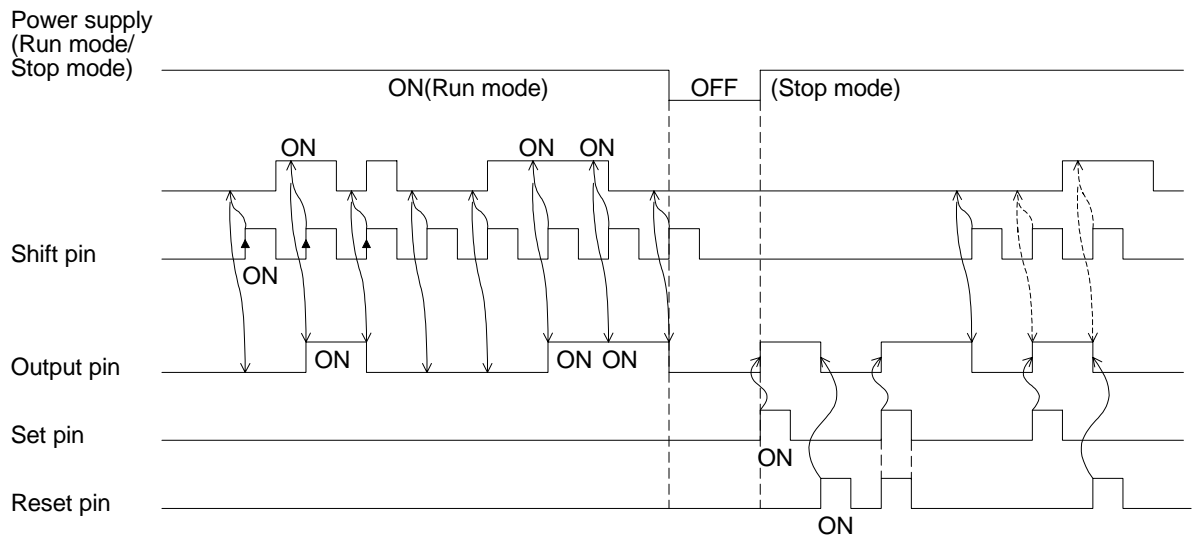 Power supply
(Run mode/
Stop mode)
ON(Run mode)
OFF
(Stop mode)
ON
ON
ON
Shift pin
ON
Output pin
ON
ON
ON
Set pin
ON
Reset pin
ON